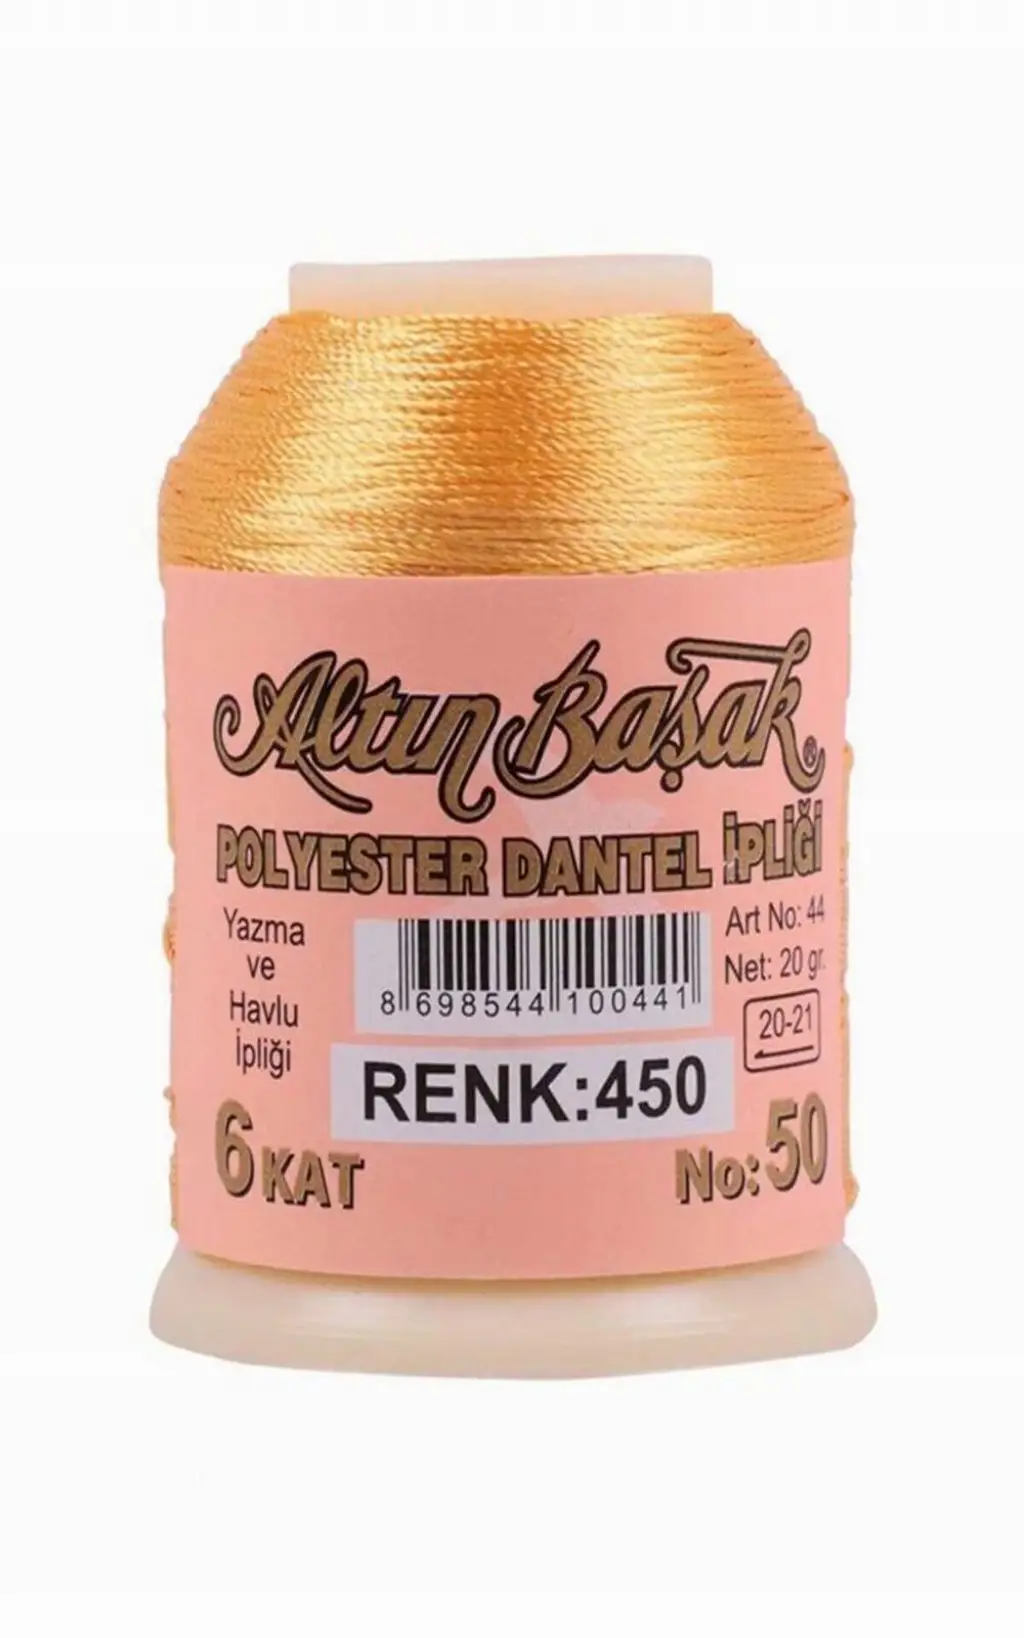 Altın Başak ®
POLYESTER DANTEL İPLİĞİ
Yazma
ve
Havlu
İpliği
8 698544 100441
Art No: 44
Net: 20 gr.
20-21
RENK:450
6 KAT
No: 50